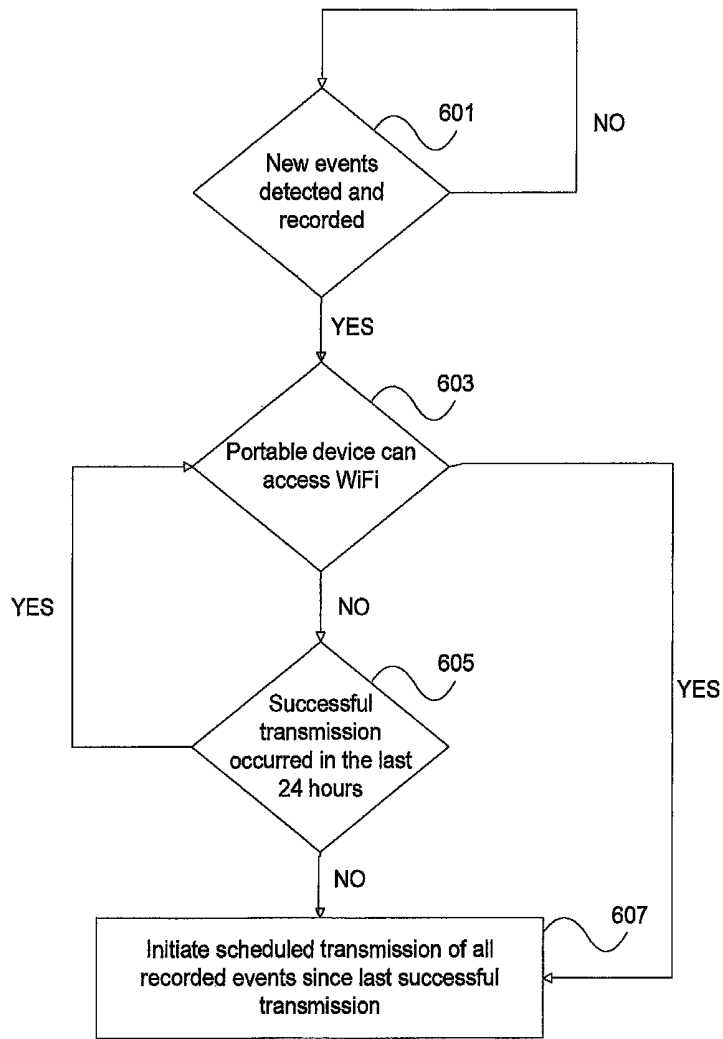 601
NO
New events
detected and
recorded
YES
603
Portable device can
access WiFi
YES
NO
605
YES
Successful
transmission
occurred in the last
24 hours
NO
607
Initiate scheduled transmission of all
recorded events since last successful
transmission